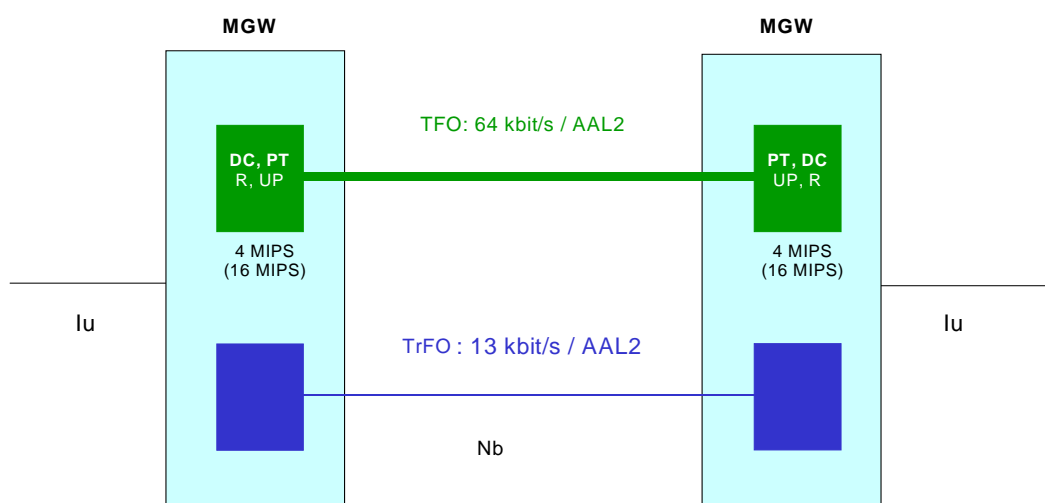 MGW
MGW
TFO: 64 kbit/s / AAL2
DC, PT
R, UP
PT, DC
UP, R
4 MIPS
(16 MIPS)
4 MIPS
(16 MIPS)
Iu
Iu
TrFO : 13 kbit/s / AAL2
Nb